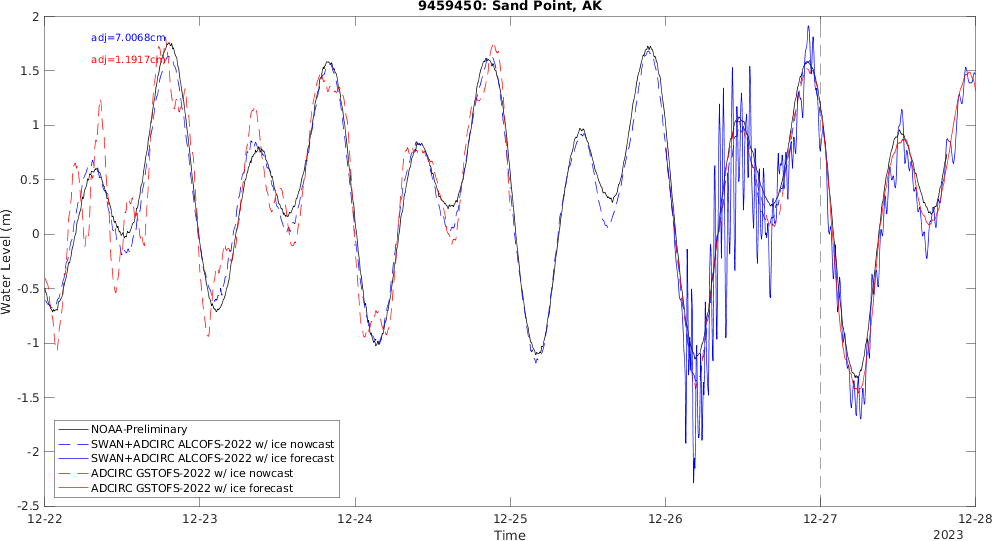 9459450: Sand Point, AK
adj=7.0068cm
adj=1.1917cm
Water Level (m)
2
1.5
1
0.5
0
-0.5
-1
-1.5
-2
-2.5
NOAA-Preliminary
SWAN+ADCIRC ALCOFS-2022 w/ ice nowcast
SWAN+ADCIRC ALCOFS-2022 w/ ice forecast
ADCIRC GSTOFS-2022 w/ ice nowcast
ADCIRC GSTOFS-2022 w/ ice forecast
12-22 12-23 12-24 12-25 12-26 12-27 12-28
Time
2023